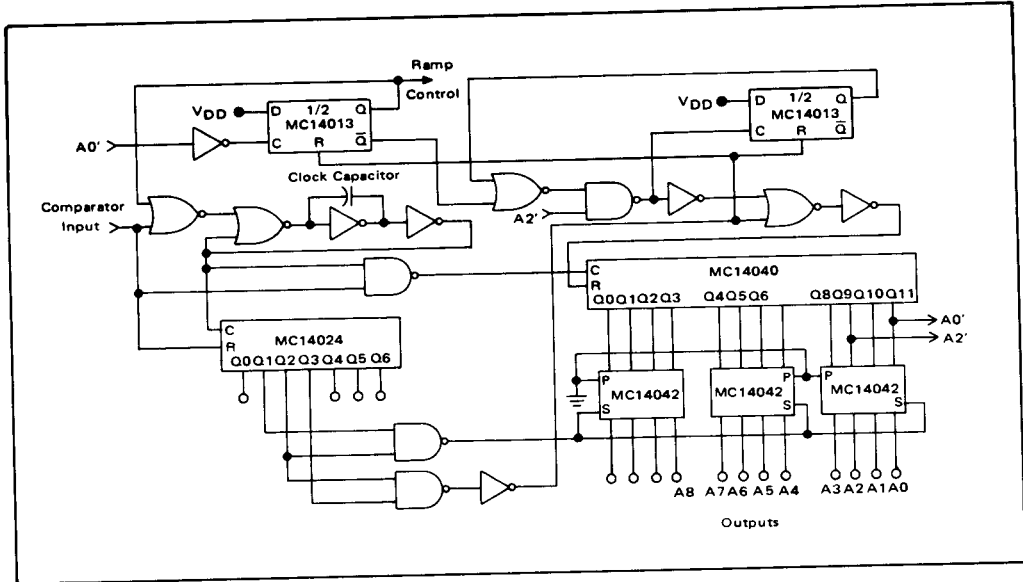 Ramp
Control
VDD
D 1/2 Q
MC14013
C R Q̅
A0'
VDD
D 1/2 Q
MC14013
C R Q̅
Clock Capacitor
Comparator
Input
A2'
C MC14040
R
Q0 Q1 Q2 Q3 Q4 Q5 Q6 Q8 Q9 Q10 Q11
A0'
A2'
C MC14024
R
Q0 Q1 Q2 Q3 Q4 Q5 Q6
P
MC14042
S
P
MC14042
S
P
MC14042
S
A8 A7 A6 A5 A4 A3 A2 A1 A0
Outputs